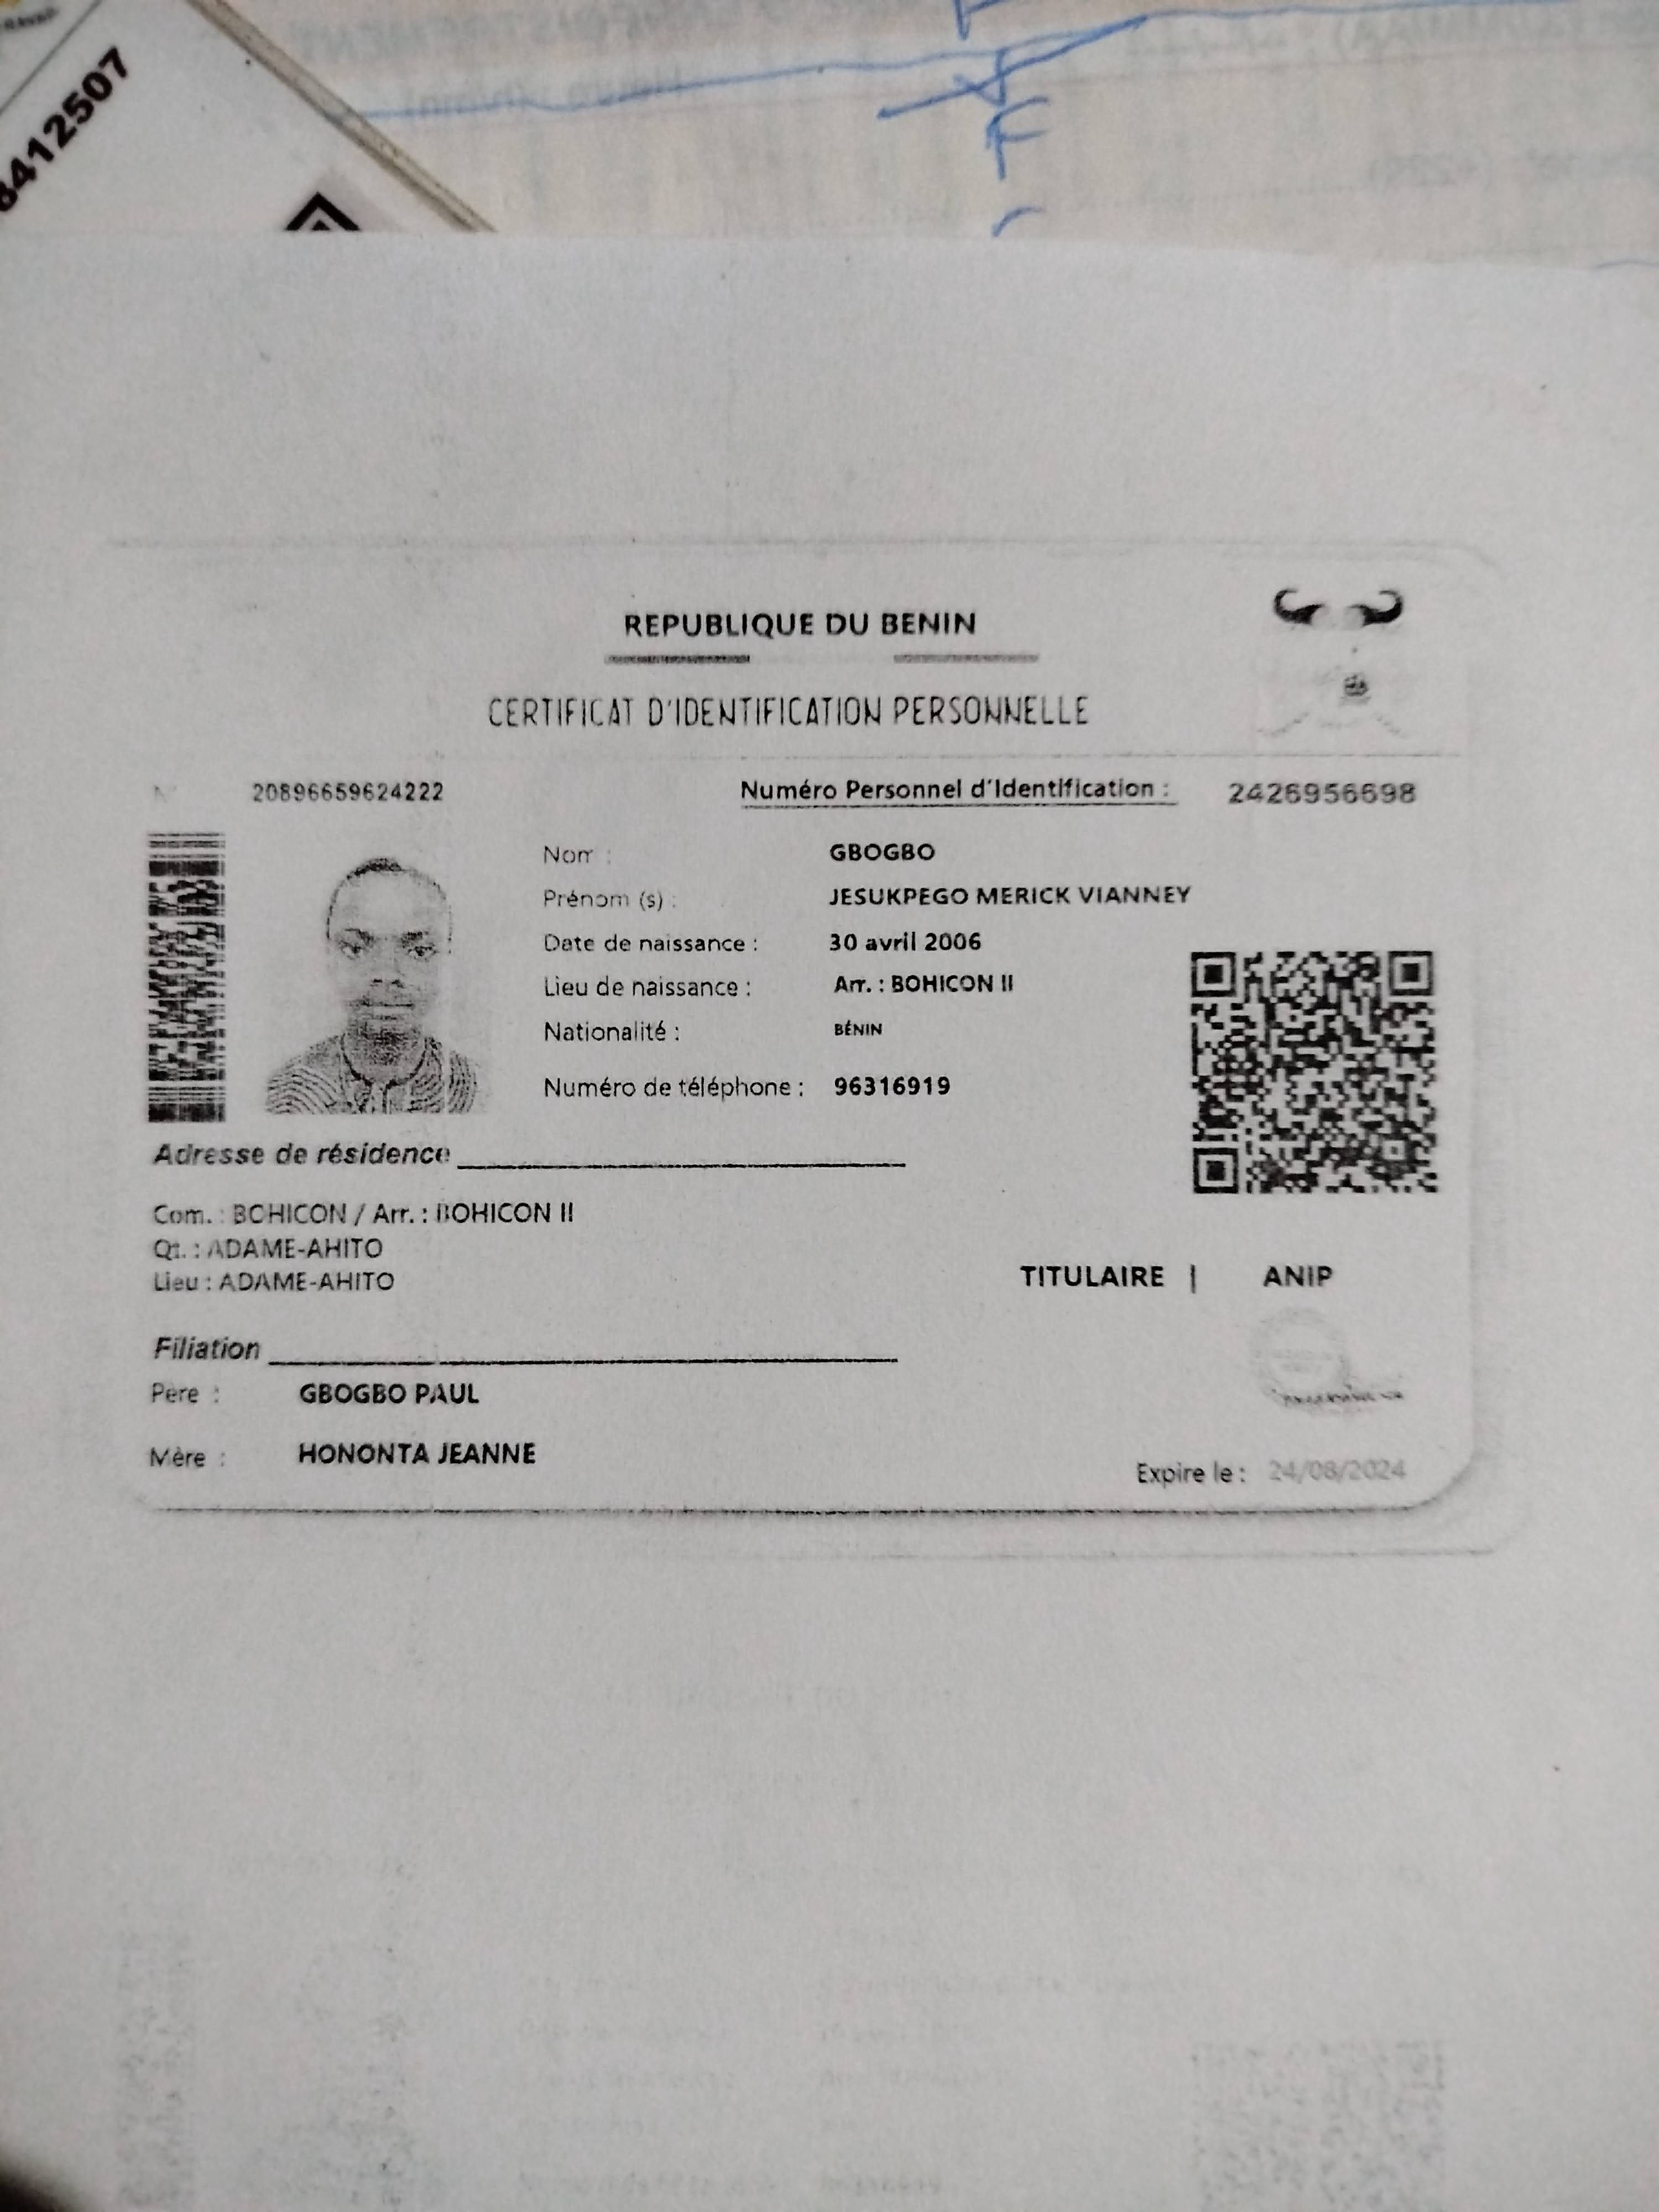 8412507
REPUBLIQUE DU BENIN
CERTIFICAT D'IDENTIFICATION PERSONNELLE
20896659624222
Numéro Personnel d'Identification : 2426956698
Nom : GBOGBO
Prénom (s) : JESUKPEGO MERICK VIANNEY
Date de naissance : 30 avril 2006
Lieu de naissance : Arr. : BOHICON II
Nationalité : BÉNIN
Numéro de téléphone : 96316919
Adresse de résidence
Com. : BOHICON / Arr. : BOHICON II
Qt. : ADAME-AHITO
Lieu : ADAME-AHITO
TITULAIRE | ANIP
Filiation
Père : GBOGBO PAUL
Mère : HONONTA JEANNE
Expire le : 24/08/2024